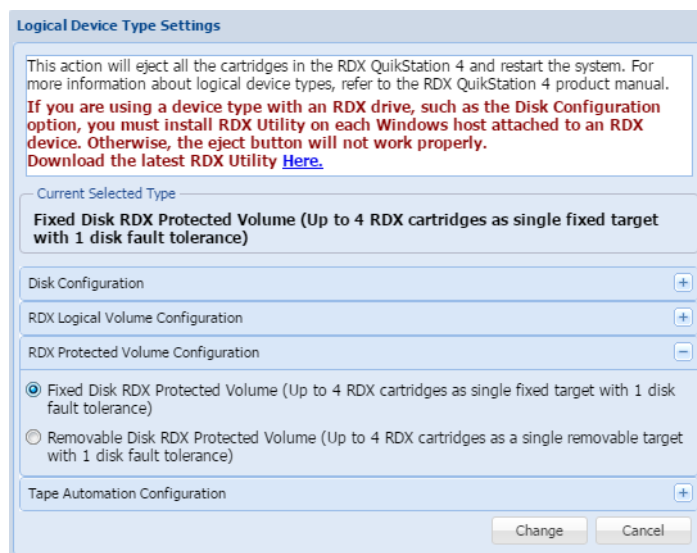 Logical Device Type Settings
This action will eject all the cartridges in the RDX QuikStation 4 and restart the system. For
more information about logical device types, refer to the RDX QuikStation 4 product manual.
If you are using a device type with an RDX drive, such as the Disk Configuration
option, you must install RDX Utility on each Windows host attached to an RDX
device. Otherwise, the eject button will not work properly.
Download the latest RDX Utility Here.
Current Selected Type
Fixed Disk RDX Protected Volume (Up to 4 RDX cartridges as single fixed target
with 1 disk fault tolerance)
Disk Configuration
RDX Logical Volume Configuration
RDX Protected Volume Configuration
Fixed Disk RDX Protected Volume (Up to 4 RDX cartridges as single fixed target with 1 disk
fault tolerance)
Removable Disk RDX Protected Volume (Up to 4 RDX cartridges as a single removable target
with 1 disk fault tolerance)
Tape Automation Configuration
Change Cancel